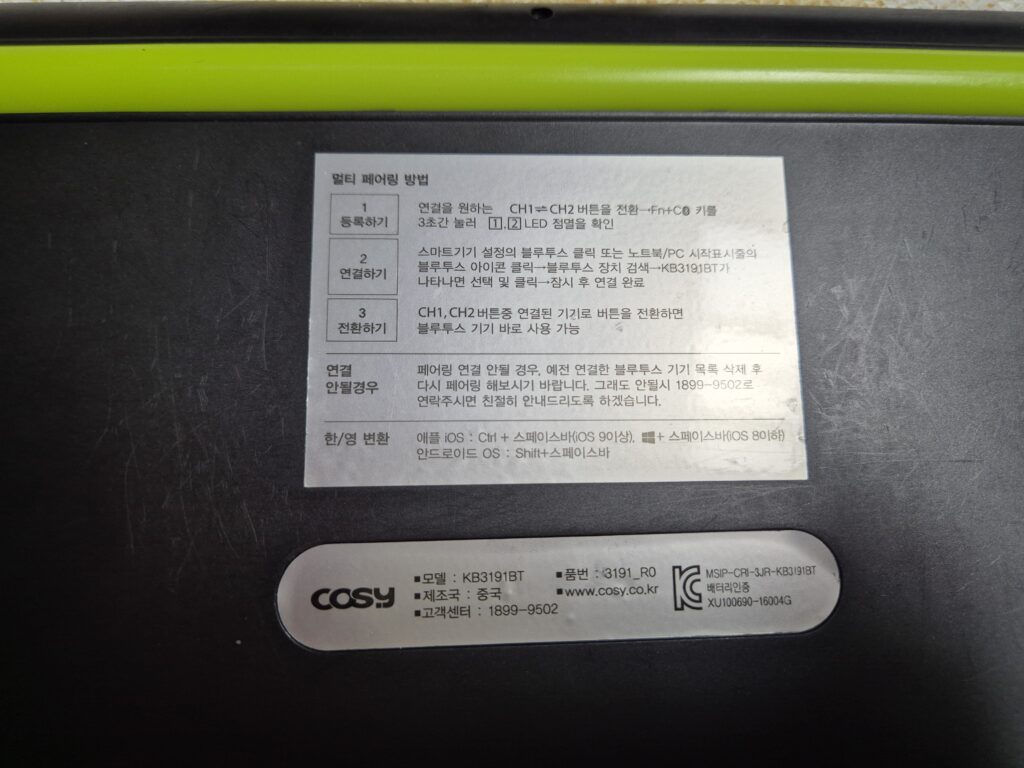 멀티 페어링 방법
1
등록하기
연결을 원하는 CH1⇌CH2 버튼을 전환→Fn+C 키를
3초간 눌러 1,2 LED 점열을 확인
2
연결하기
스마트기기 설정의 블루투스 클릭 또는 노트북/PC 시작표시줄의
블루투스 아이콘 클릭→블루투스 장치 검색→KB3191BT가
나타나면 선택 및 클릭→잠시 후 연결 완료
3
전환하기
CH1, CH2 버튼중 연결된 기기로 버튼을 전환하면
블루투스 기기 바로 사용 가능
연결
안될경우
페어링 연결 안될 경우, 예전 연결한 블루투스 기기 목록 삭제 후
다시 페어링 해보시기 바랍니다. 그래도 안될시 1899-9502로
연락주시면 친절히 안내드리도록 하겠습니다.
한/영 변환
애플 iOS : Ctrl + 스페이스바(iOS 9이상), + 스페이스바(iOS 8이하)
안드로이드 OS : Shift+스페이스바
cosy
▪모델 : KB3191BT
▪제조국 : 중국
▪고객센터 : 1899-9502
▪품번 : 3191_R0
▪www.cosy.co.kr
MSIP-CRI-3JR-KB3191BT
배터리인증
XU100690-16004G